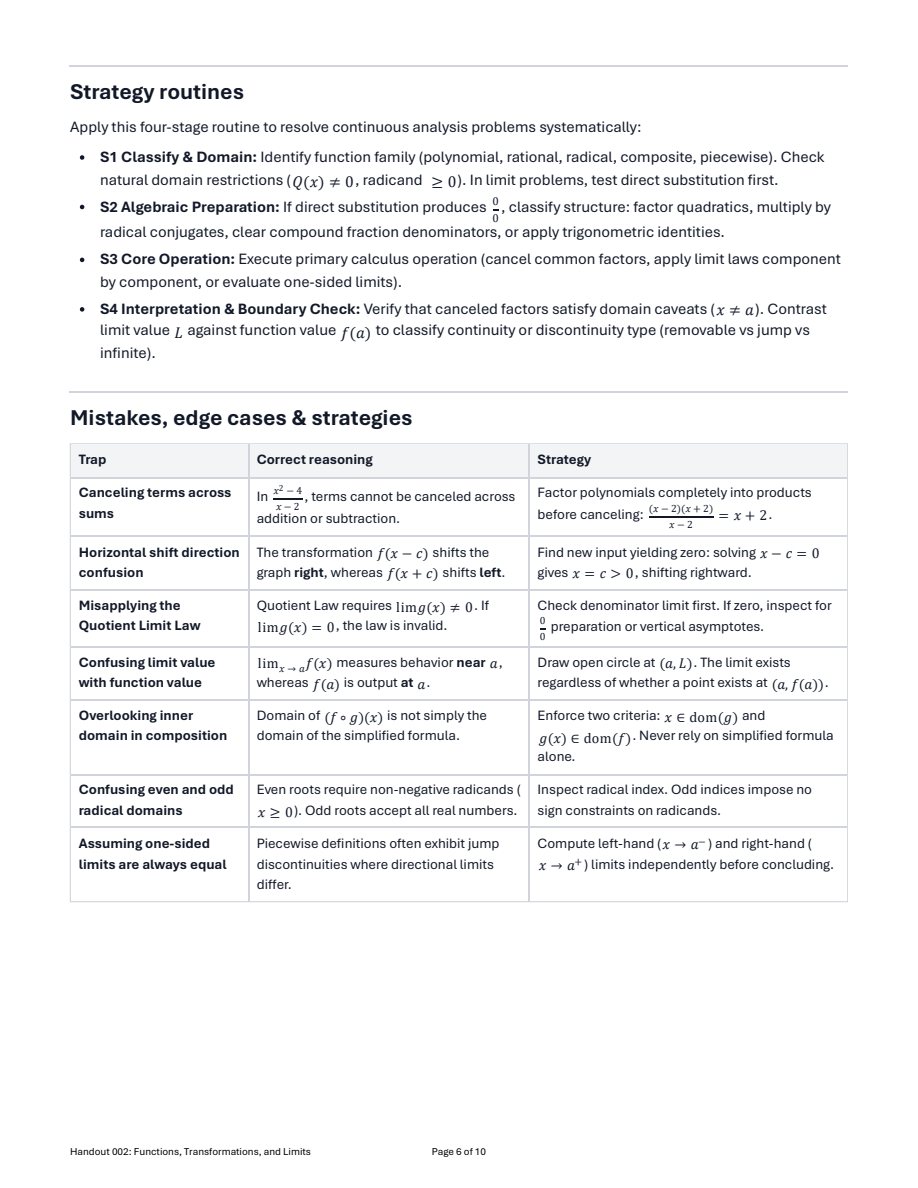 Strategy routines
Apply this four-stage routine to resolve continuous analysis problems systematically:
• S1 Classify & Domain: Identify function family (polynomial, rational, radical, composite, piecewise). Check
natural domain restrictions (Q(x) ≠ 0, radicand ≥ 0). In limit problems, test direct substitution first.
• S2 Algebraic Preparation: If direct substitution produces 0/0, classify structure: factor quadratics, multiply by
radical conjugates, clear compound fraction denominators, or apply trigonometric identities.
• S3 Core Operation: Execute primary calculus operation (cancel common factors, apply limit laws component
by component, or evaluate one-sided limits).
• S4 Interpretation & Boundary Check: Verify that canceled factors satisfy domain caveats (x ≠ a). Contrast
limit value L against function value f(a) to classify continuity or discontinuity type (removable vs jump vs
infinite).
Mistakes, edge cases & strategies
Trap
Correct reasoning
Strategy
Canceling terms across
sums
In (x² − 4)/(x − 2), terms cannot be canceled across
addition or subtraction.
Factor polynomials completely into products
before canceling: (x−2)(x+2)/(x−2) = x + 2.
Horizontal shift direction
confusion
The transformation f(x − c) shifts the
graph right, whereas f(x + c) shifts left.
Find new input yielding zero: solving x − c = 0
gives x = c > 0, shifting rightward.
Misapplying the
Quotient Limit Law
Quotient Law requires lim g(x) ≠ 0. If
lim g(x) = 0, the law is invalid.
Check denominator limit first. If zero, inspect for
0/0 preparation or vertical asymptotes.
Confusing limit value
with function value
lim x→a f(x) measures behavior near a,
whereas f(a) is output at a.
Draw open circle at (a, L). The limit exists
regardless of whether a point exists at (a, f(a)).
Overlooking inner
domain in composition
Domain of (f ∘ g)(x) is not simply the
domain of the simplified formula.
Enforce two criteria: x ∈ dom(g) and
g(x) ∈ dom(f). Never rely on simplified formula
alone.
Confusing even and odd
radical domains
Even roots require non-negative radicands (
x ≥ 0). Odd roots accept all real numbers.
Inspect radical index. Odd indices impose no
sign constraints on radicands.
Assuming one-sided
limits are always equal
Piecewise definitions often exhibit jump
discontinuities where directional limits
differ.
Compute left-hand (x → a⁻) and right-hand (
x → a⁺) limits independently before concluding.
Handout 002: Functions, Transformations, and Limits
Page 6 of 10